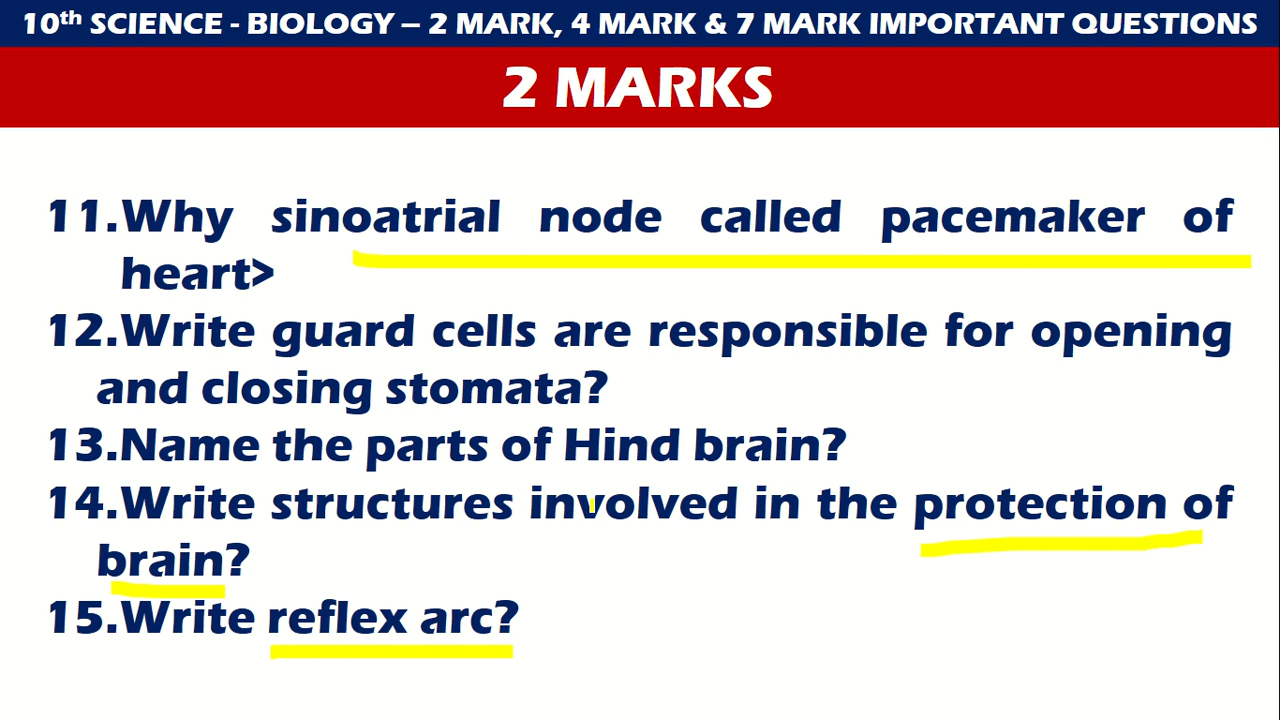 10th SCIENCE - BIOLOGY – 2 MARK, 4 MARK & 7 MARK IMPORTANT QUESTIONS
2 MARKS
11.Why sinoatrial node called pacemaker of
heart>
12.Write guard cells are responsible for opening
and closing stomata?
13.Name the parts of Hind brain?
14.Write structures involved in the protection of
brain?
15.Write reflex arc?